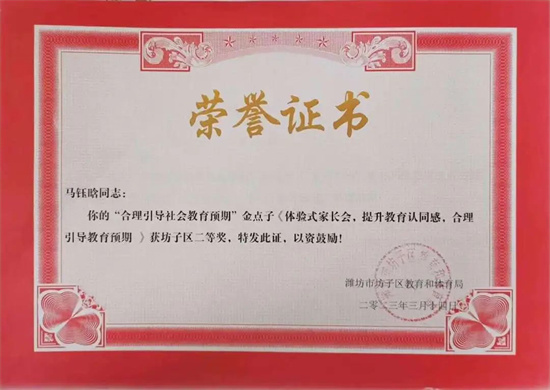 荣誉证书
马钰晗同志：
你的“合理引导社会教育预期”金点子《体验式家长会，提升教育认同感，合理
引导教育预期 》获坊子区二等奖，特发此证，以资鼓励！
潍坊市坊子区教育和体育局
二〇二三年三月十四日